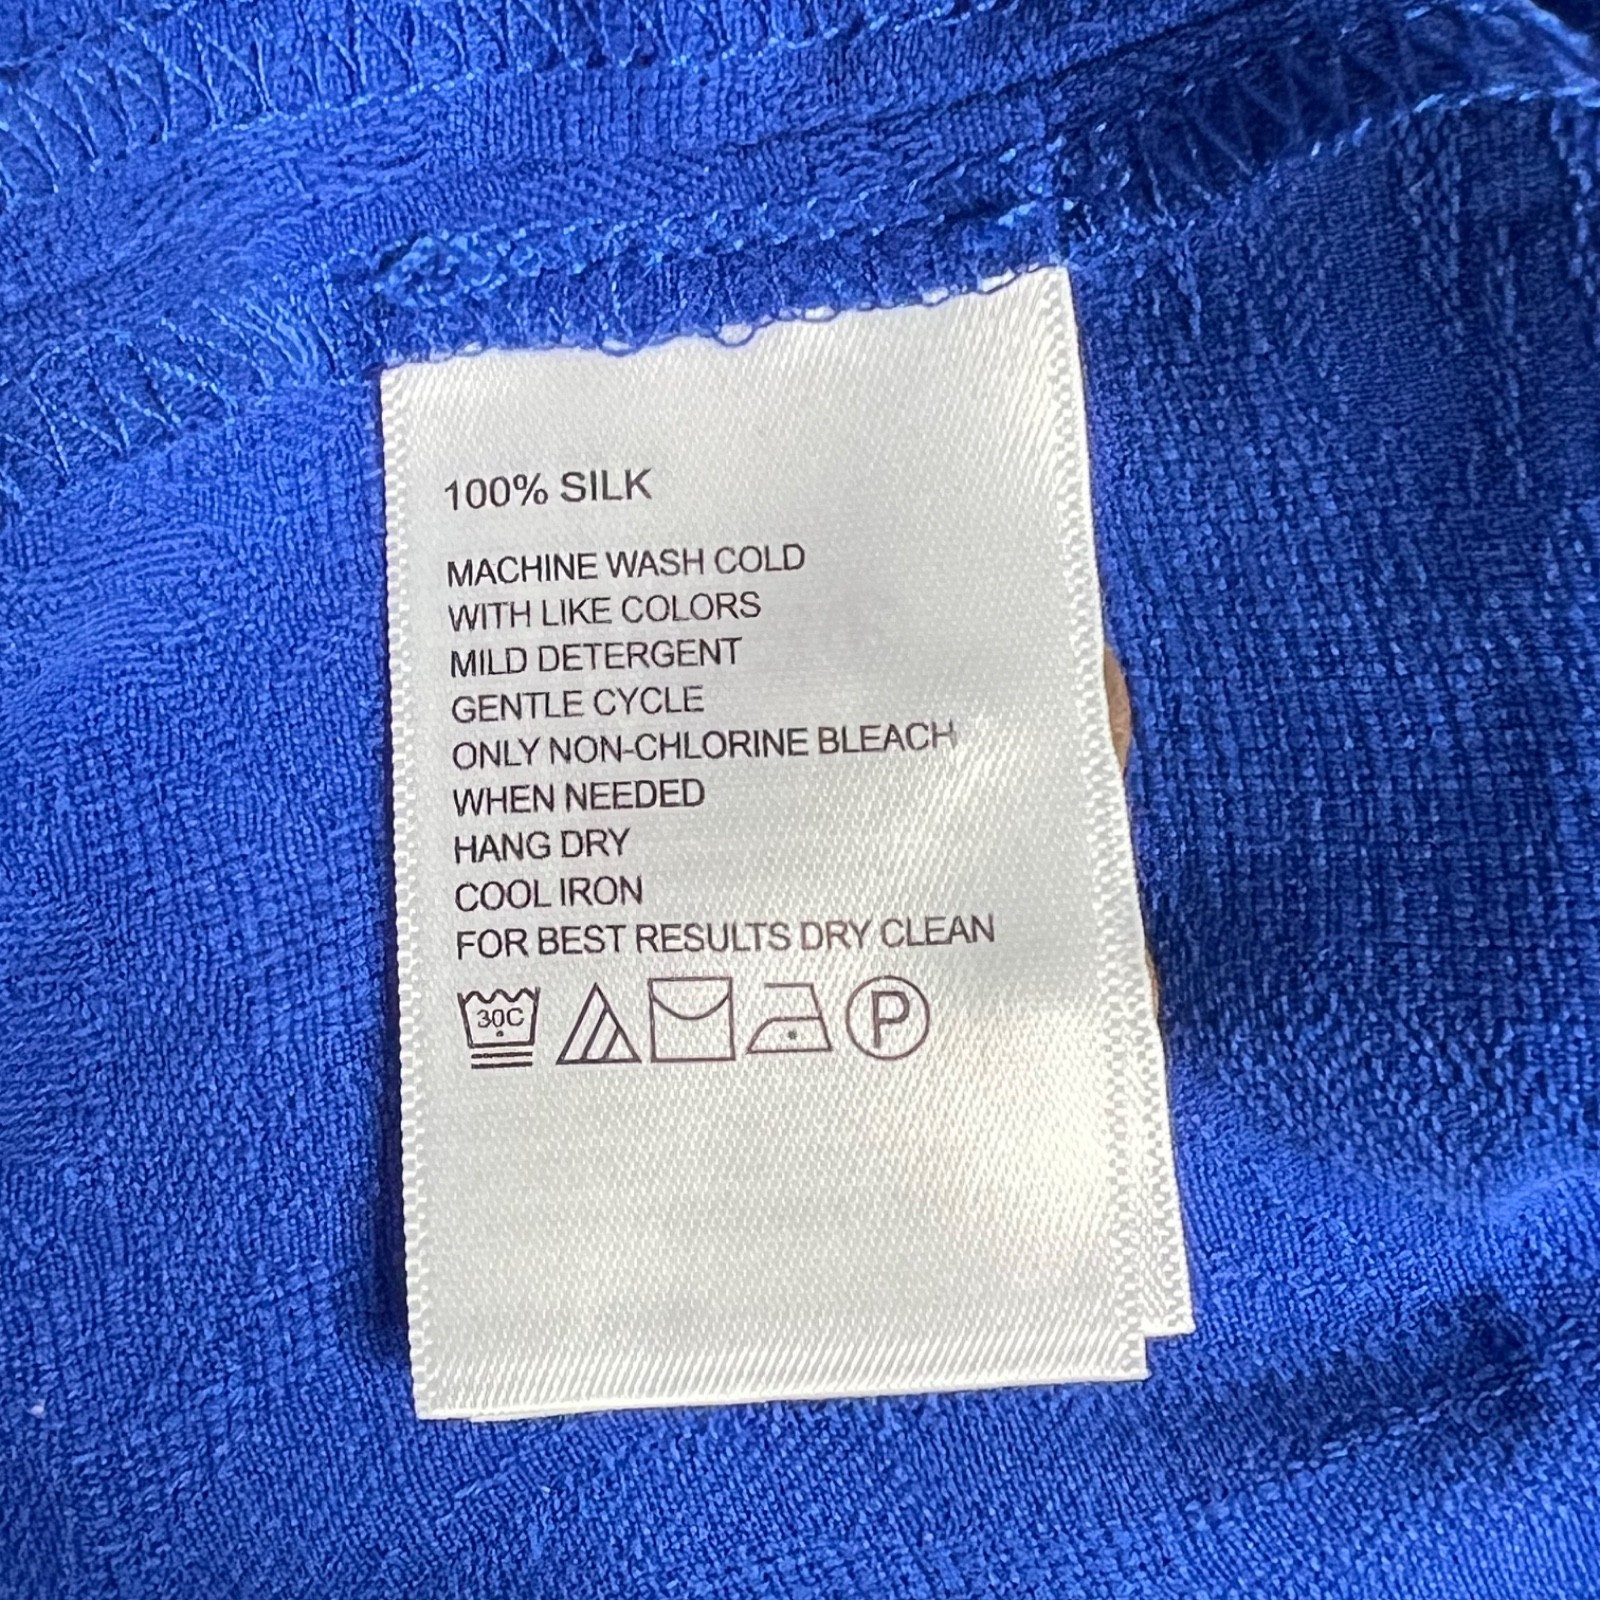 100% SILK
MACHINE WASH COLD
WITH LIKE COLORS
MILD DETERGENT
GENTLE CYCLE
ONLY NON-CHLORINE BLEACH
WHEN NEEDED
HANG DRY
COOL IRON
FOR BEST RESULTS DRY CLEAN
30C P